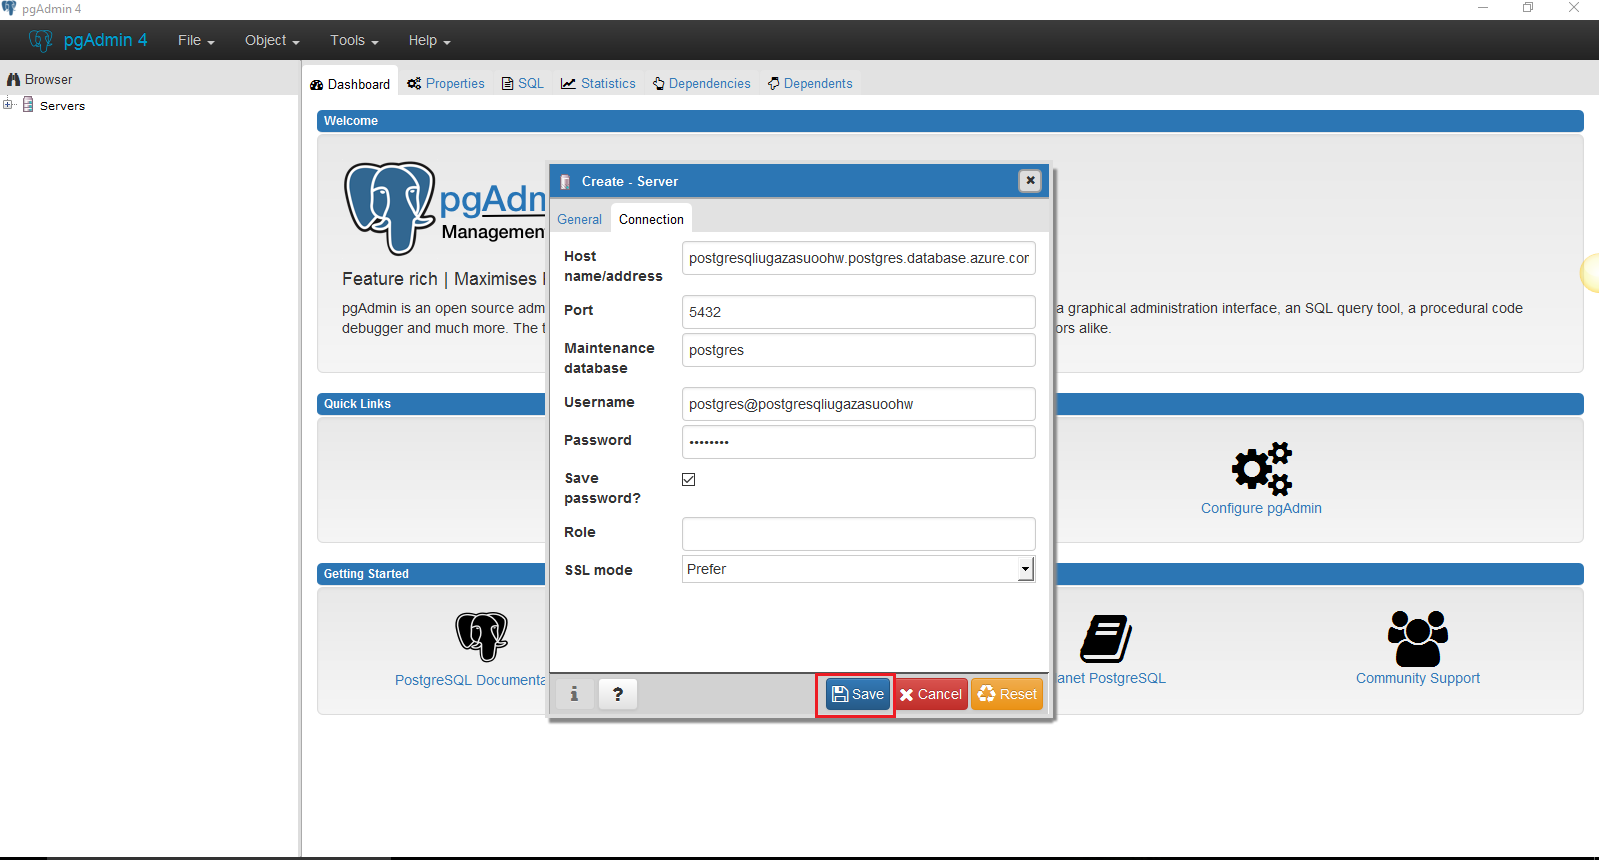 pgAdmin 4
pgAdmin 4 File Object Tools Help
Browser
Servers
Dashboard Properties SQL Statistics Dependencies Dependents
Welcome
pgAdm
Management
Feature rich | Maximises
pgAdmin is an open source adm
a graphical administration interface, an SQL query tool, a procedural code
debugger and much more. The t
ors alike.
Quick Links
Configure pgAdmin
Getting Started
PostgreSQL Documenta
anet PostgreSQL
Community Support
Create - Server
General Connection
Host
name/address
postgresqliugazasuoohw.postgres.database.azure.cor
Port 5432
Maintenance
database
postgres
Username postgres@postgresqliugazasuoohw
Password ••••••••
Save
password?
Role
SSL mode Prefer
i ? Save Cancel Reset